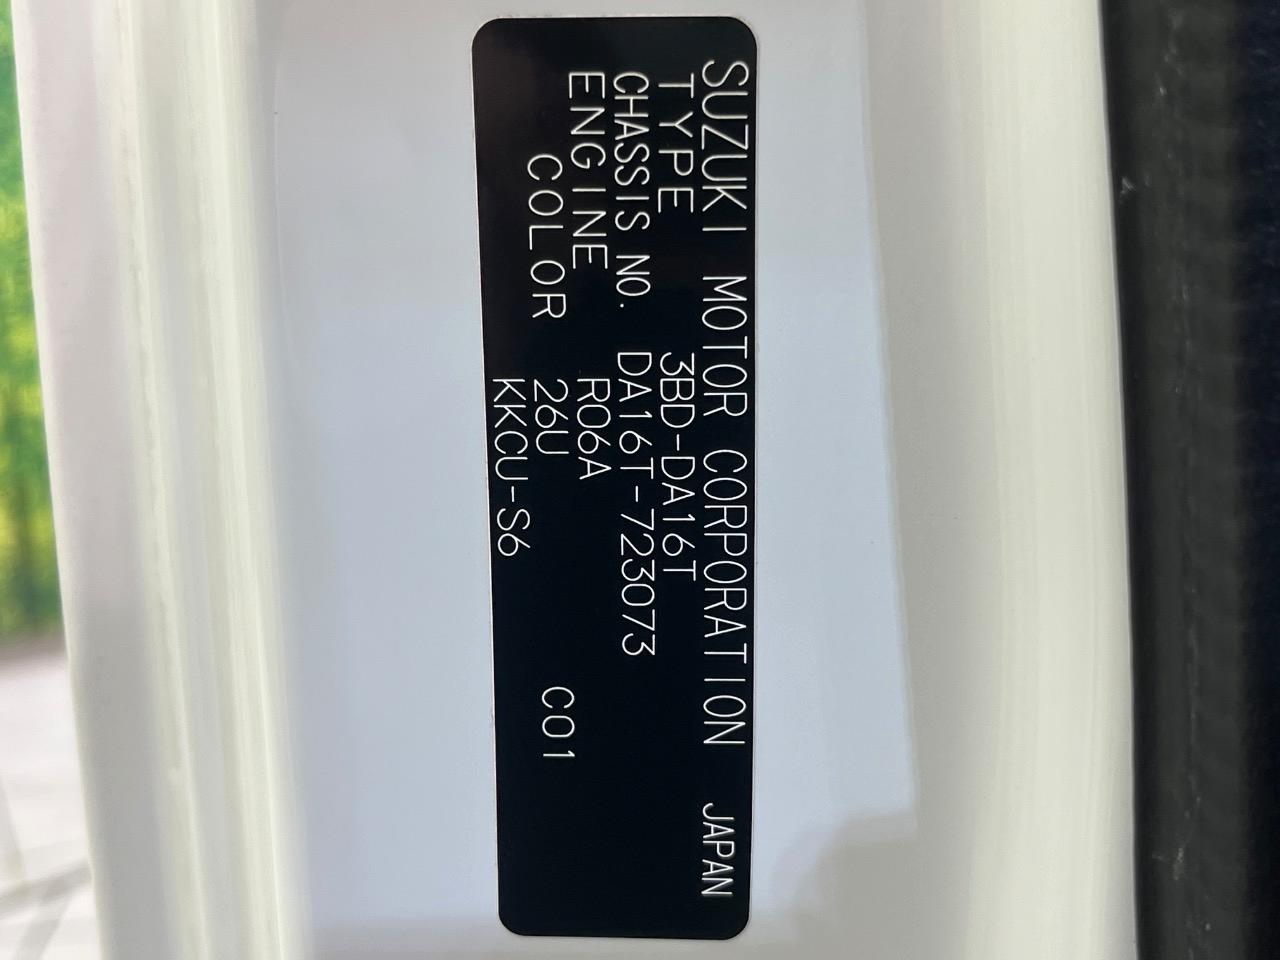 SUZUKI MOTOR CORPORATION JAPAN
TYPE 3BD-DA16T
CHASSIS NO. DA16T-723073
ENGINE R06A
COLOR 26U C01
KKCU-S6